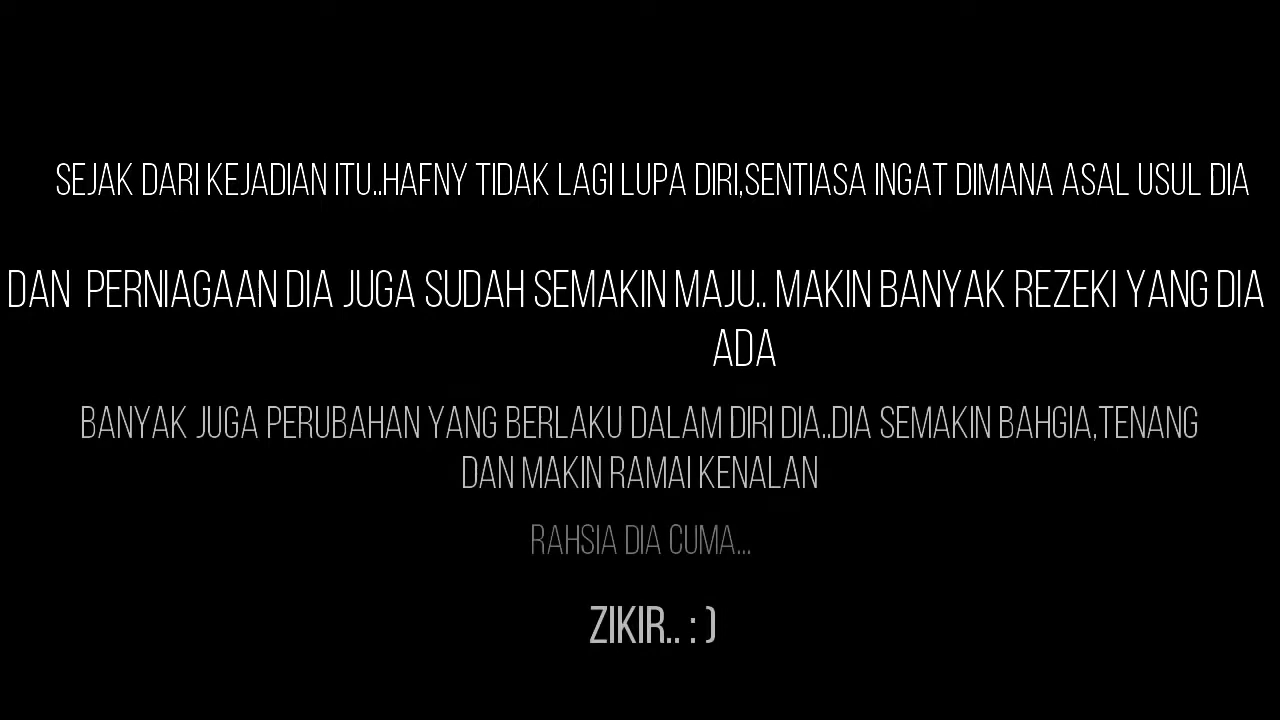 SEJAK DARI KEJADIAN ITU..HAFNY TIDAK LAGI LUPA DIRI,SENTIASA INGAT DIMANA ASAL USUL DIA
DAN PERNIAGAAN DIA JUGA SUDAH SEMAKIN MAJU.. MAKIN BANYAK REZEKI YANG DIA
ADA
BANYAK JUGA PERUBAHAN YANG BERLAKU DALAM DIRI DIA..DIA SEMAKIN BAHGIA,TENANG
DAN MAKIN RAMAI KENALAN
RAHSIA DIA CUMA...
ZIKIR.. : )